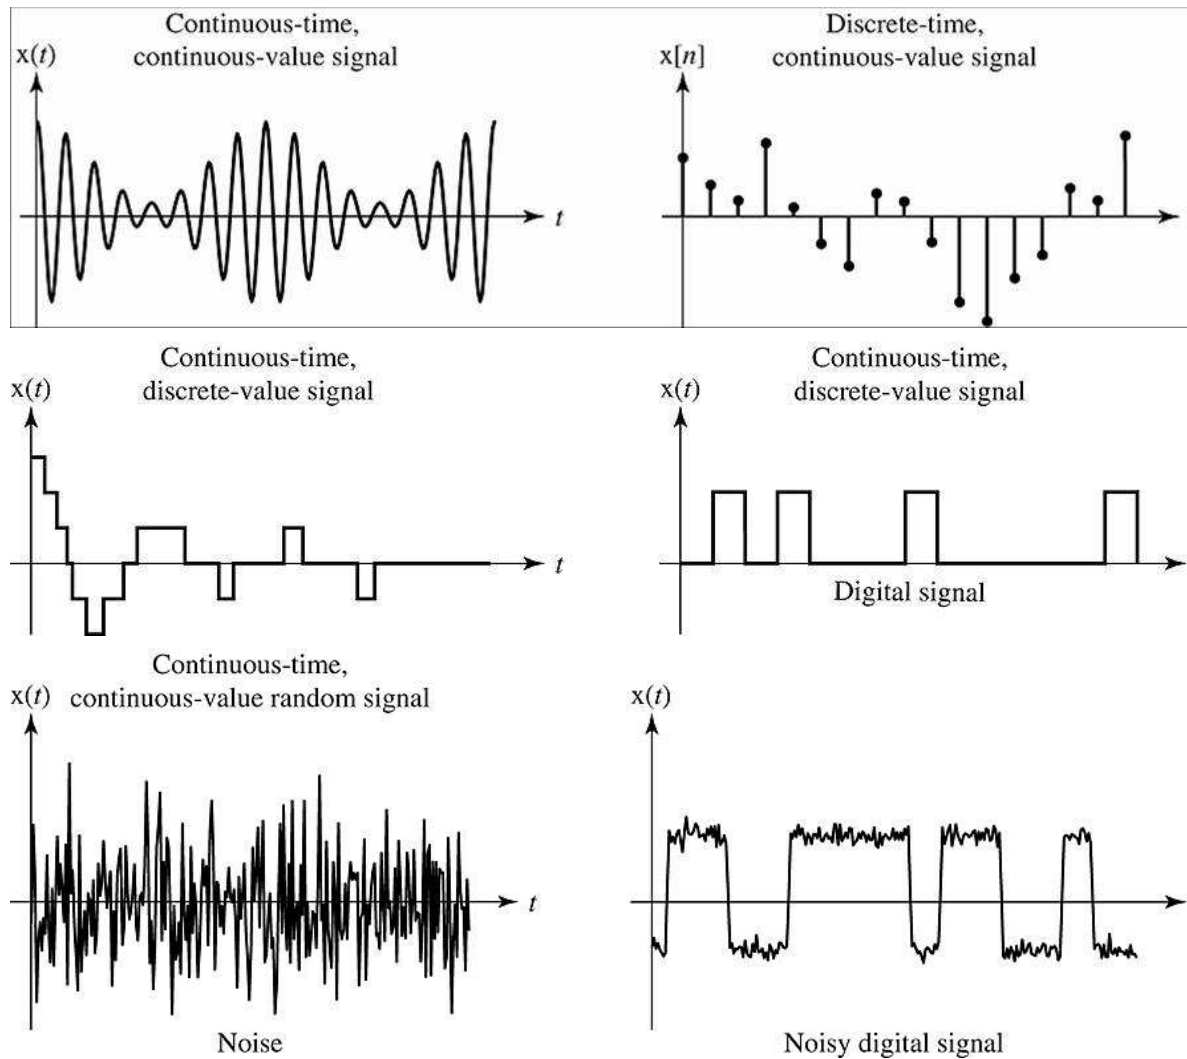 Continuous-time,
continuous-value signal
x(t)
t
Discrete-time,
continuous-value signal
x[n]
Continuous-time,
discrete-value signal
x(t)
t
Continuous-time,
discrete-value signal
x(t)
Digital signal
Continuous-time,
continuous-value random signal
x(t)
t
Noise
x(t)
Noisy digital signal